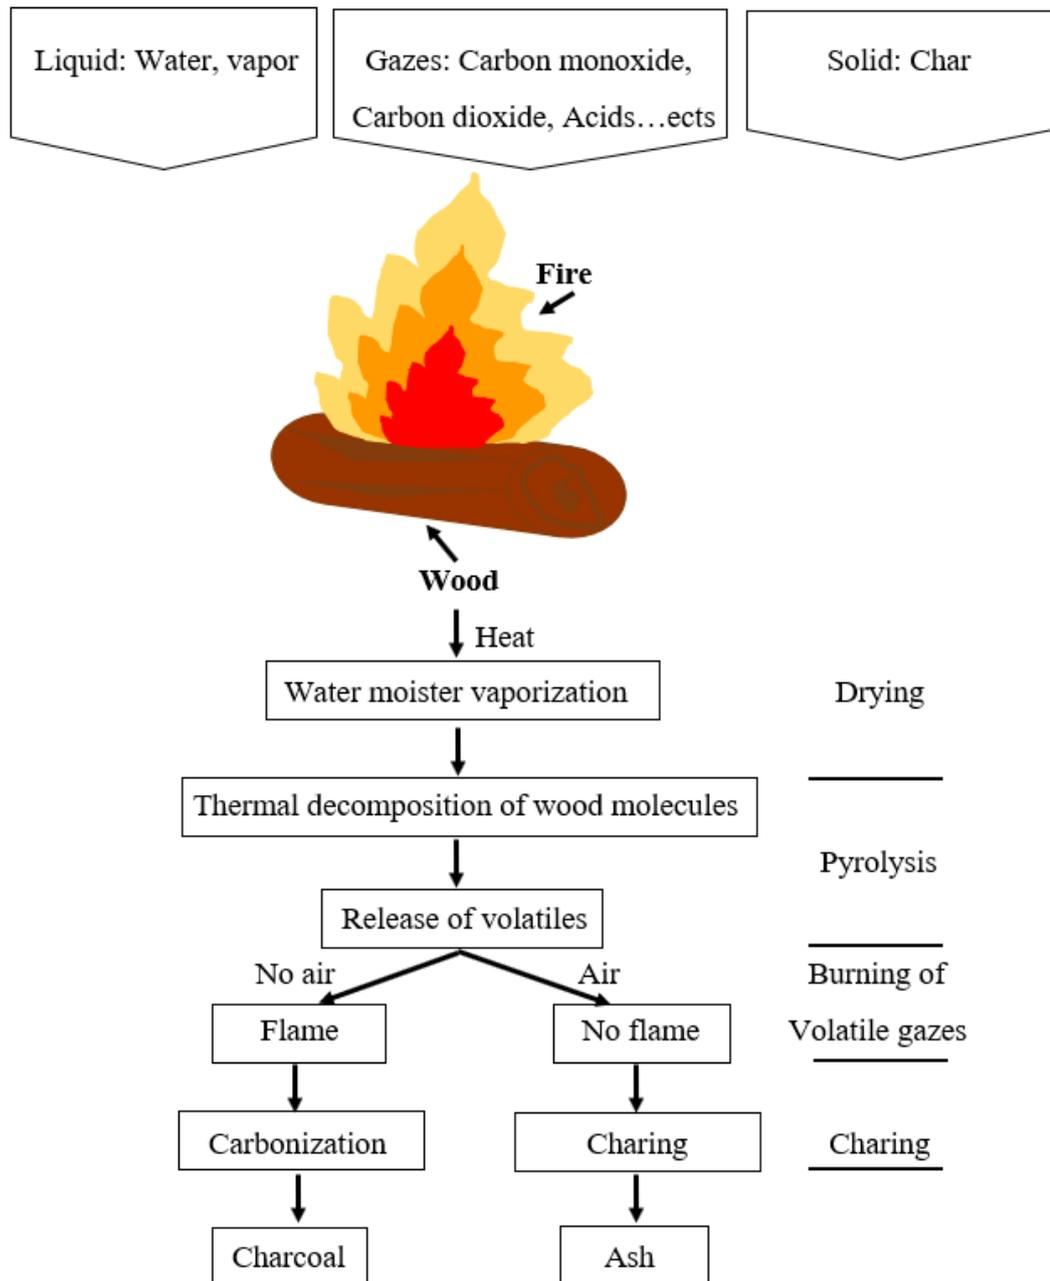 Liquid: Water, vapor
Gazes: Carbon monoxide,
Carbon dioxide, Acids…ects
Solid: Char
Fire
Wood
Heat
Water moister vaporization
Drying
Thermal decomposition of wood molecules
Pyrolysis
Release of volatiles
No air
Air
Burning of
Volatile gazes
Flame
No flame
Carbonization
Charing
Charing
Charcoal
Ash